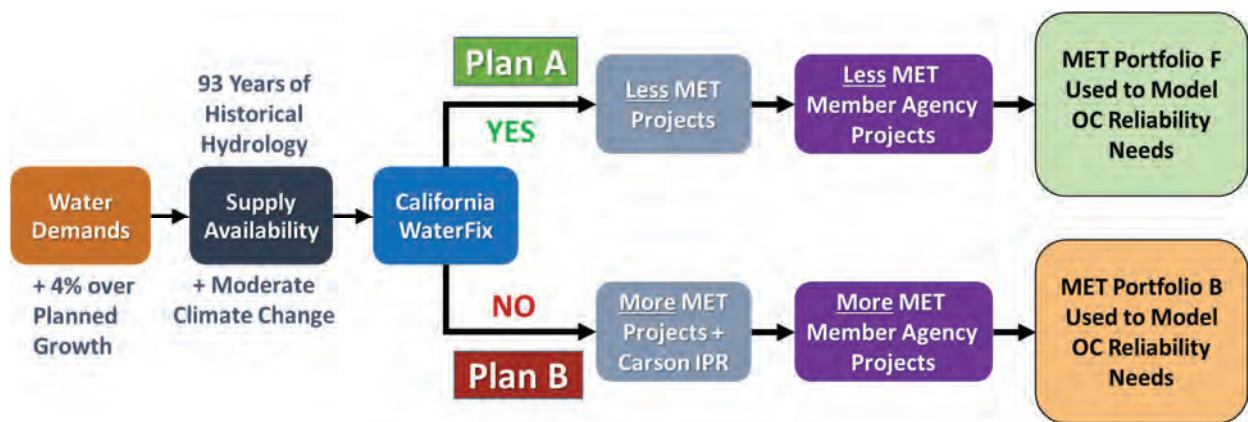 Water
Demands
+ 4% over
Planned
Growth
93 Years of
Historical
Hydrology
Supply
Availability
+ Moderate
Climate Change
California
WaterFix
Plan A
YES
Less MET
Projects
Less MET
Member Agency
Projects
MET Portfolio F
Used to Model
OC Reliability
Needs
NO
Plan B
More MET
Projects +
Carson IPR
More MET
Member Agency
Projects
MET Portfolio B
Used to Model
OC Reliability
Needs